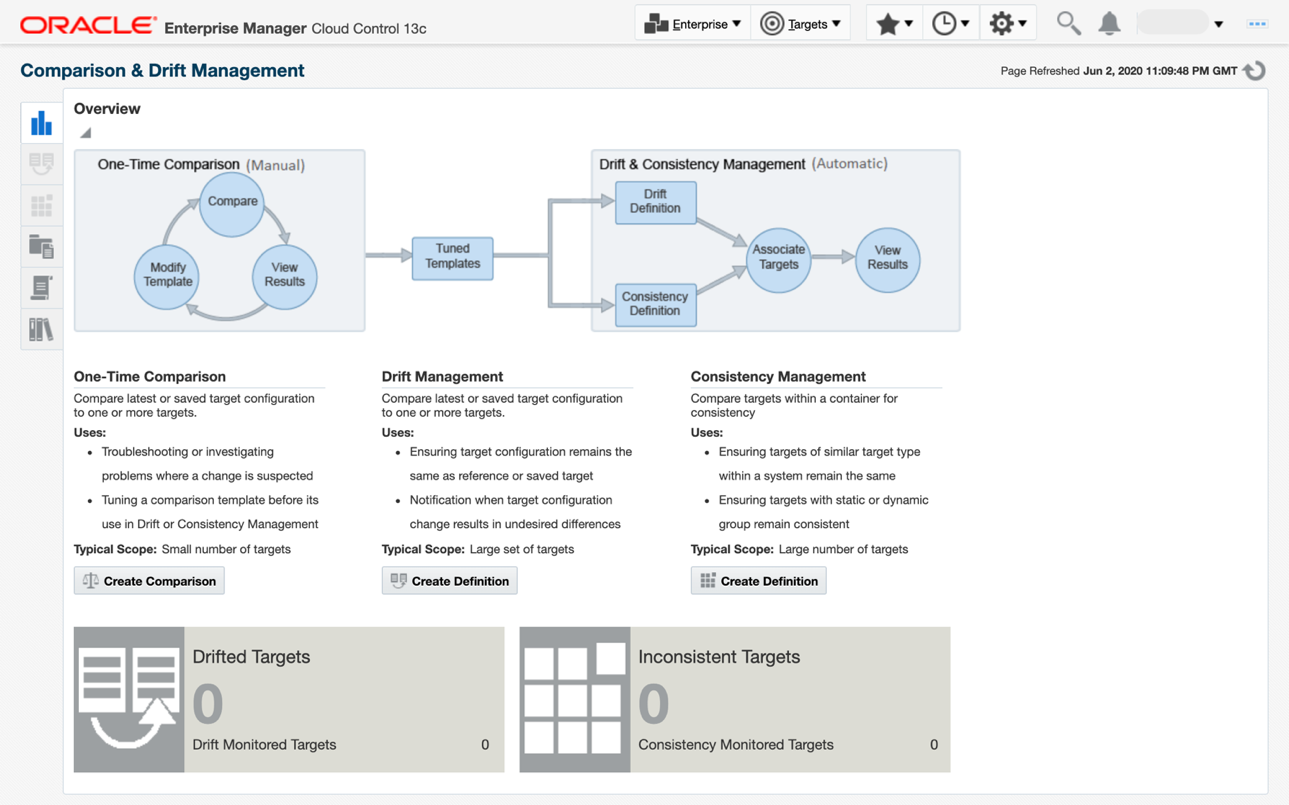 ORACLE® Enterprise Manager Cloud Control 13c
Enterprise ▼ Targets ▼
Comparison & Drift Management
Page Refreshed Jun 2, 2020 11:09:48 PM GMT
Overview
One-Time Comparison (Manual)
Compare
Modify
Template
View
Results
Tuned
Templates
Drift & Consistency Management (Automatic)
Drift
Definition
Consistency
Definition
Associate
Targets
View
Results
One-Time Comparison
Compare latest or saved target configuration
to one or more targets.
Uses:
• Troubleshooting or investigating
problems where a change is suspected
• Tuning a comparison template before its
use in Drift or Consistency Management
Typical Scope: Small number of targets
Create Comparison
Drift Management
Compare latest or saved target configuration
to one or more targets.
Uses:
• Ensuring target configuration remains the
same as reference or saved target
• Notification when target configuration
change results in undesired differences
Typical Scope: Large set of targets
Create Definition
Consistency Management
Compare targets within a container for
consistency
Uses:
• Ensuring targets of similar target type
within a system remain the same
• Ensuring targets with static or dynamic
group remain consistent
Typical Scope: Large number of targets
Create Definition
Drifted Targets
0
Drift Monitored Targets 0
Inconsistent Targets
0
Consistency Monitored Targets 0